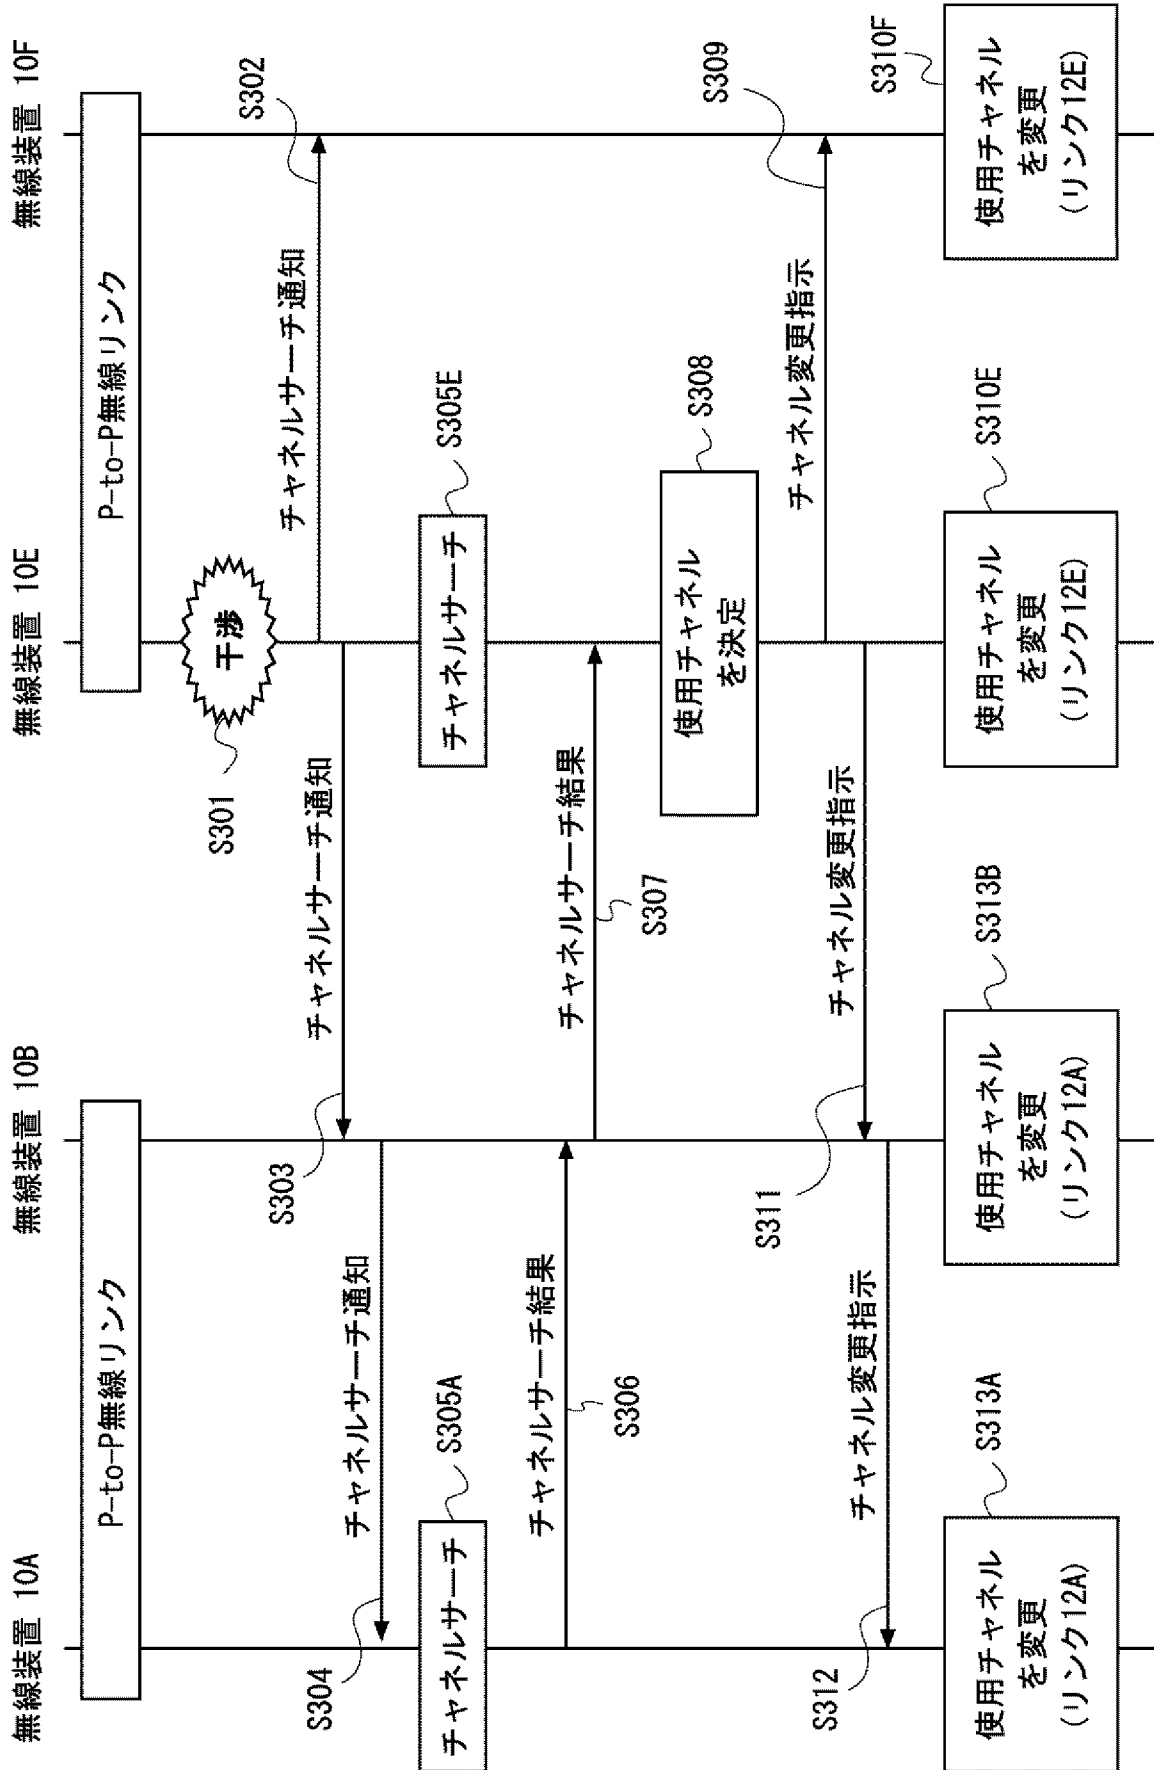 無線装置 10A
無線装置 10B
無線装置 10E
無線装置 10F
P-to-P無線リンク
P-to-P無線リンク
干渉
S301
チャネルサーチ通知
S302
チャネルサーチ通知
S303
チャネルサーチ通知
S304
チャネルサーチ
S305A
チャネルサーチ
S305E
チャネルサーチ結果
S306
チャネルサーチ結果
S307
使用チャネル
を決定
S308
チャネル変更指示
S309
チャネル変更指示
S311
チャネル変更指示
S312
使用チャネル
を変更
(リンク12A)
S313A
使用チャネル
を変更
(リンク12A)
S313B
使用チャネル
を変更
(リンク12E)
S310E
使用チャネル
を変更
(リンク12E)
S310F